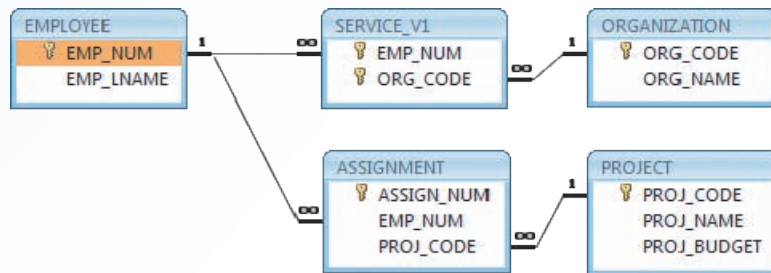 EMPLOYEE
EMP_NUM
EMP_LNAME
1
∞
SERVICE_V1
EMP_NUM
ORG_CODE
∞
1
ORGANIZATION
ORG_CODE
ORG_NAME
∞
ASSIGNMENT
ASSIGN_NUM
EMP_NUM
PROJ_CODE
∞
1
PROJECT
PROJ_CODE
PROJ_NAME
PROJ_BUDGET